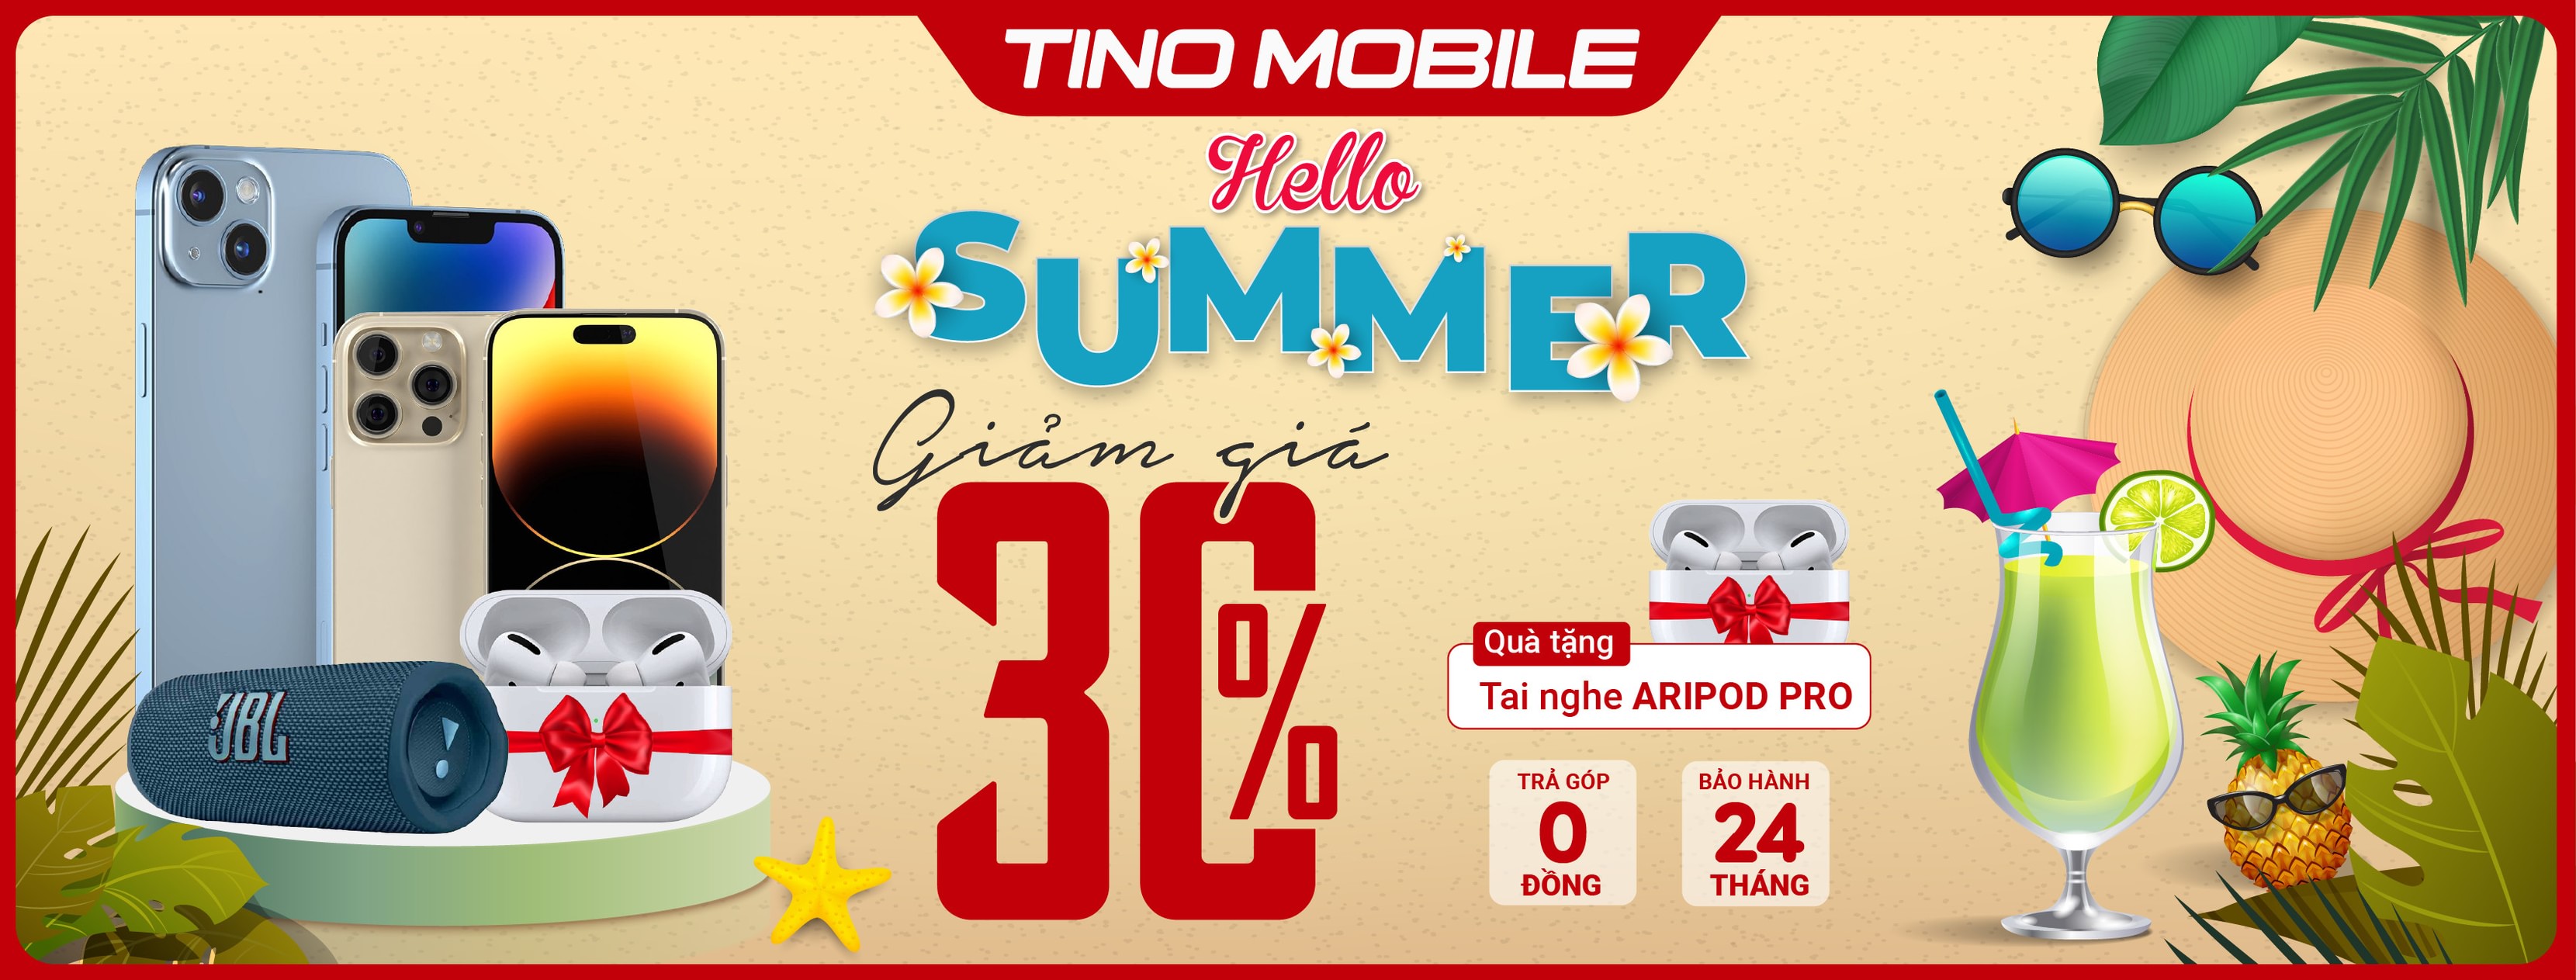 TINO MOBILE
Hello
SUMMER
Giảm giá
30%
Quà tặng
Tai nghe ARIPOD PRO
TRẢ GÓP
0
ĐỒNG
BẢO HÀNH
24
THÁNG
JBL